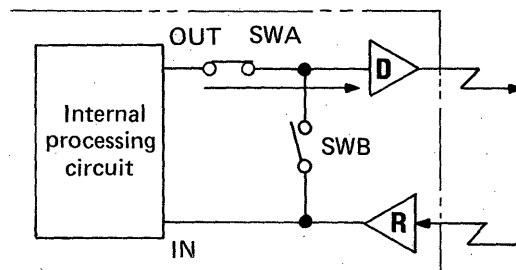 OUT SWA
D
Internal
processing
circuit
SWB
R
IN